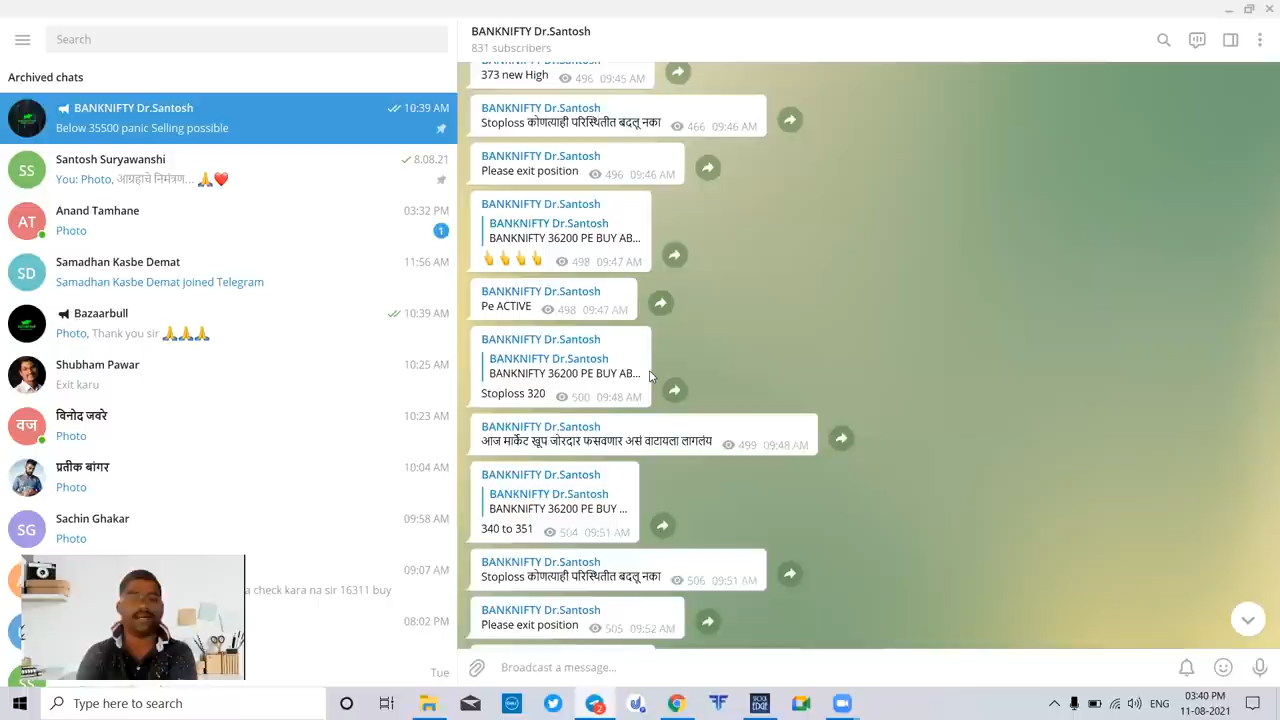 Search
Archived chats
BANKNIFTY Dr.Santosh
10:39 AM
Below 35500 panic Selling possible
SS
Santosh Suryawanshi
8.08.21
You: Photo, आग्रहाचे निमंत्रण... 🙏❤️
AT
Anand Tamhane
03:32 PM
Photo
1
SD
Samadhan Kasbe Demat
11:56 AM
Samadhan Kasbe Demat joined Telegram
Bazaarbull
10:39 AM
Photo, Thank you sir 🙏🙏🙏
Shubham Pawar
10:25 AM
Exit karu
वज
विनोद जवरे
10:23 AM
Photo
प्रतीक बांगर
10:04 AM
Photo
SG
Sachin Ghakar
09:58 AM
Photo
09:07 AM
a check kara na sir 16311 buy
08:02 PM
Tue
BANKNIFTY Dr.Santosh
831 subscribers
BANKNIFTY Dr.Santosh
373 new High 496 09:45 AM
BANKNIFTY Dr.Santosh
Stoploss कोणत्याही परिस्थितीत बदलू नका 466 09:46 AM
BANKNIFTY Dr.Santosh
Please exit position 496 09:46 AM
BANKNIFTY Dr.Santosh
BANKNIFTY Dr.Santosh
BANKNIFTY 36200 PE BUY AB...
👆👆👆👆 498 09:47 AM
BANKNIFTY Dr.Santosh
Pe ACTIVE 498 09:47 AM
BANKNIFTY Dr.Santosh
BANKNIFTY Dr.Santosh
BANKNIFTY 36200 PE BUY AB...
Stoploss 320 500 09:48 AM
BANKNIFTY Dr.Santosh
आज मार्केट खूप जोरदार फसवणार असं वाटायला लागलंय 499 09:48 AM
BANKNIFTY Dr.Santosh
BANKNIFTY Dr.Santosh
BANKNIFTY 36200 PE BUY ...
340 to 351 504 09:51 AM
BANKNIFTY Dr.Santosh
Stoploss कोणत्याही परिस्थितीत बदलू नका 506 09:51 AM
BANKNIFTY Dr.Santosh
Please exit position 505 09:52 AM
Broadcast a message...
Type here to search
2
ENG
03:40 PM
11-08-2021